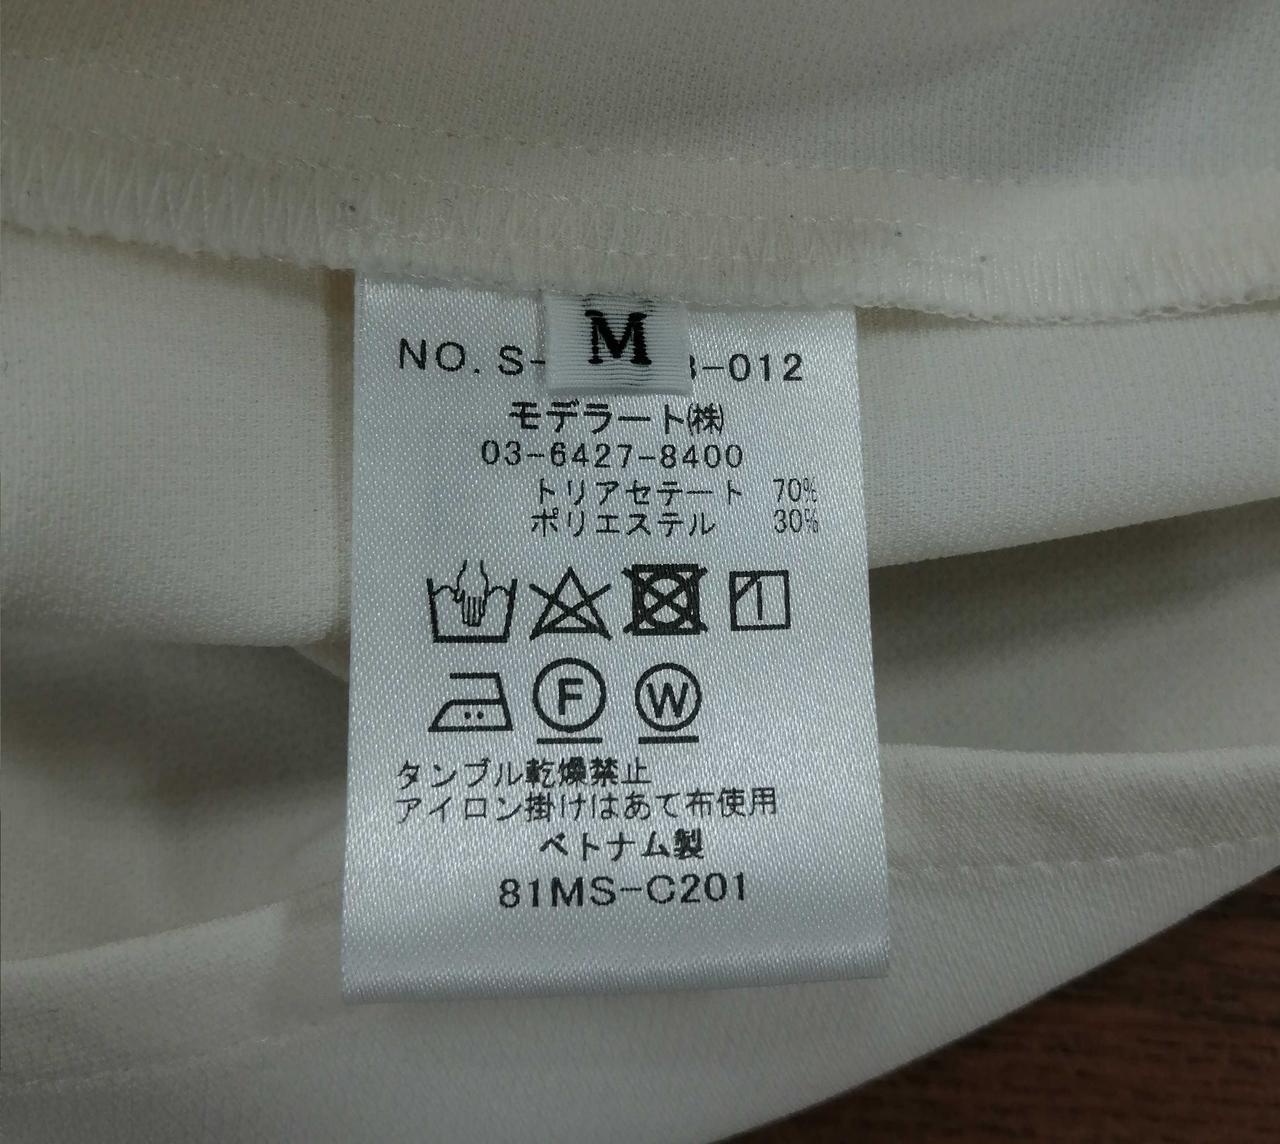 M
NO. S- 3-012
モデラート㈱
03-6427-8400
トリアセテート 70%
ポリエステル 30%
F W
タンブル乾燥禁止
アイロン掛けはあて布使用
ベトナム製
81MS-C201